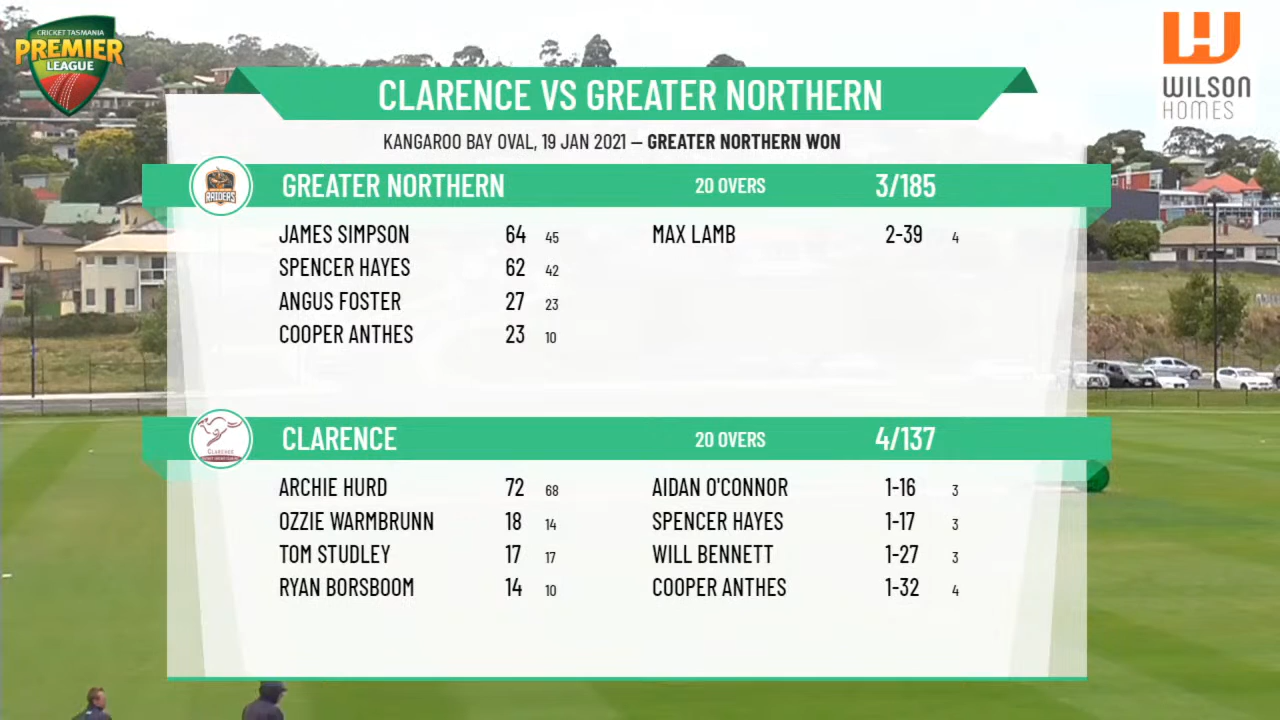 CRICKET TASMANIA
PREMIER
LEAGUE
WILSON
HOMES
CLARENCE VS GREATER NORTHERN
KANGAROO BAY OVAL, 19 JAN 2021 – GREATER NORTHERN WON
RAIDERS
GREATER NORTHERN 20 OVERS 3/185
JAMES SIMPSON 64 45 MAX LAMB 2-39 4
SPENCER HAYES 62 42
ANGUS FOSTER 27 23
COOPER ANTHES 23 10
CLARENCE
CLARENCE 20 OVERS 4/137
ARCHIE HURD 72 68 AIDAN O'CONNOR 1-16 3
OZZIE WARMBRUNN 18 14 SPENCER HAYES 1-17 3
TOM STUDLEY 17 17 WILL BENNETT 1-27 3
RYAN BORSBOOM 14 10 COOPER ANTHES 1-32 4